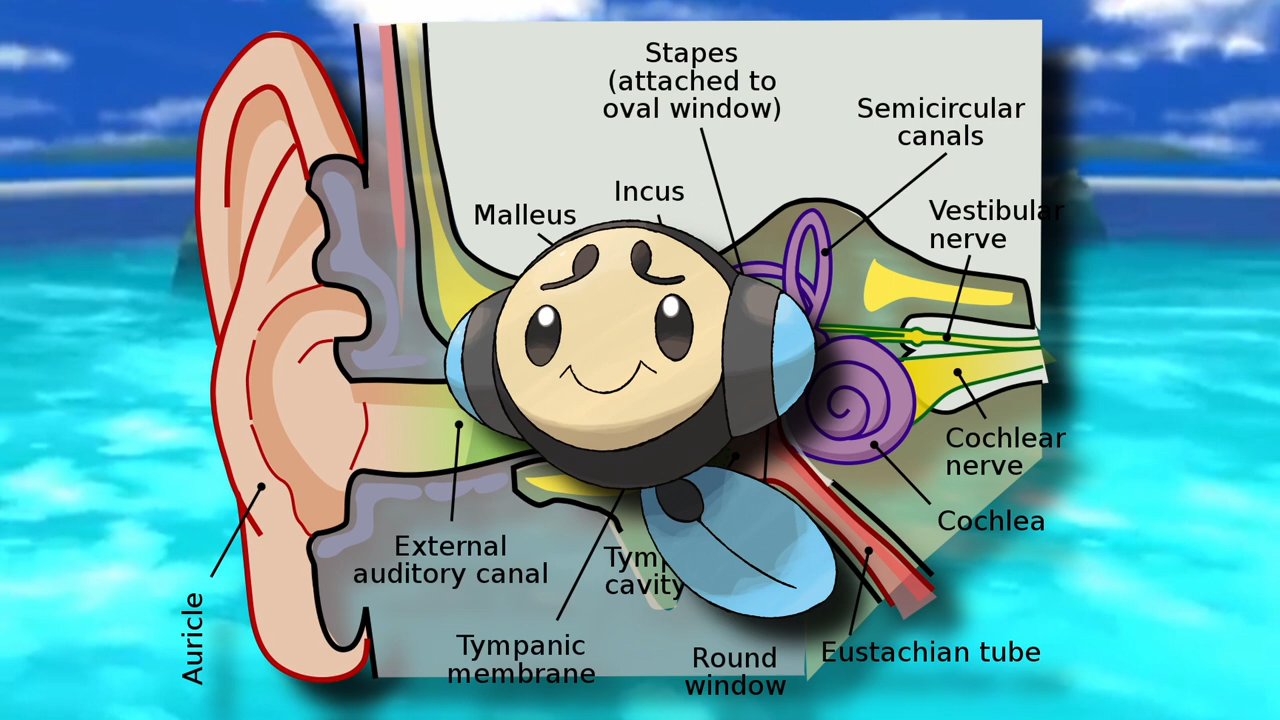 Stapes
(attached to
oval window)
Semicircular
canals
Incus
Malleus
Vestibular
nerve
Cochlear
nerve
Cochlea
External
auditory canal
cavity
Auricle
Tympanic
membrane
Round
window
Eustachian tube